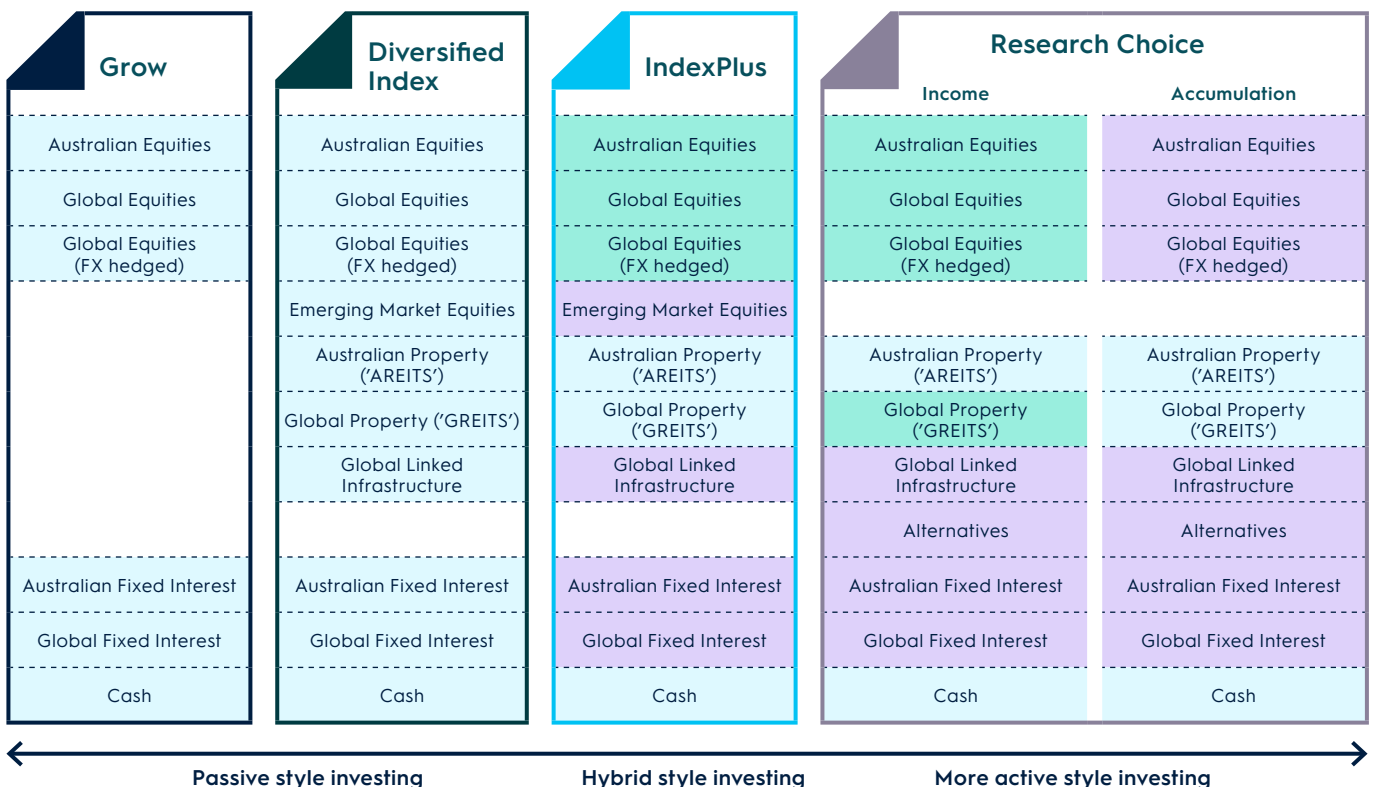 Grow
Australian Equities
Global Equities
Global Equities
(FX hedged)
Australian Fixed Interest
Global Fixed Interest
Cash
Diversified
Index
Australian Equities
Global Equities
Global Equities
(FX hedged)
Emerging Market Equities
Australian Property
('AREITS')
Global Property ('GREITS')
Global Linked
Infrastructure
Australian Fixed Interest
Global Fixed Interest
Cash
IndexPlus
Australian Equities
Global Equities
Global Equities
(FX hedged)
Emerging Market Equities
Australian Property
('AREITS')
Global Property
('GREITS')
Global Linked
Infrastructure
Australian Fixed Interest
Global Fixed Interest
Cash
Research Choice
Income
Australian Equities
Global Equities
Global Equities
(FX hedged)
Australian Property
('AREITS')
Global Property
('GREITS')
Global Linked
Infrastructure
Alternatives
Australian Fixed Interest
Global Fixed Interest
Cash
Accumulation
Australian Equities
Global Equities
Global Equities
(FX hedged)
Australian Property
('AREITS')
Global Property
('GREITS')
Global Linked
Infrastructure
Alternatives
Australian Fixed Interest
Global Fixed Interest
Cash
Passive style investing
Hybrid style investing
More active style investing